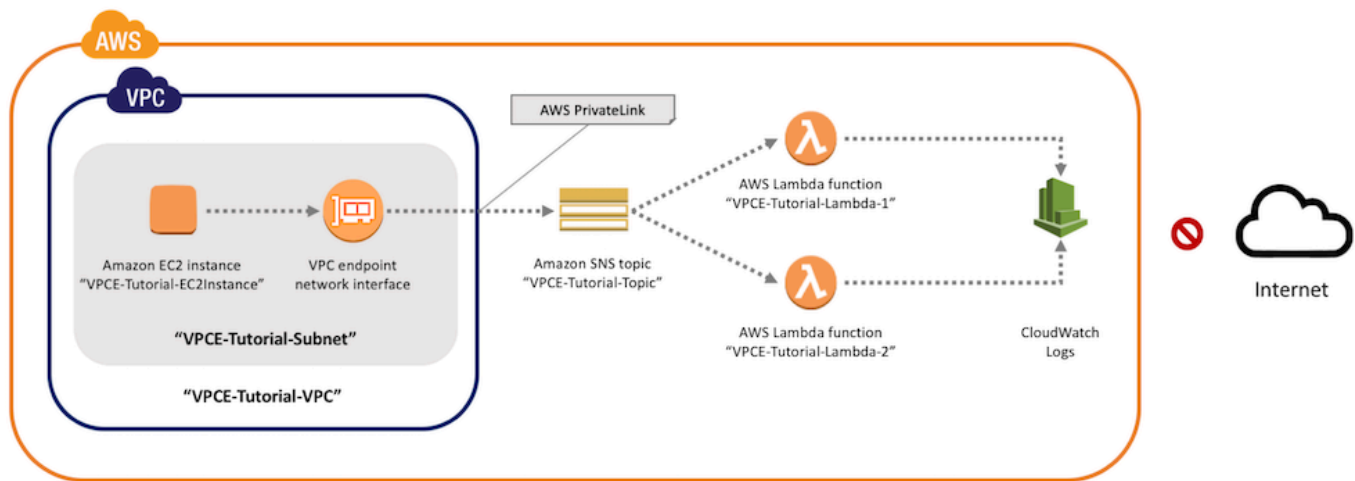 AWS
VPC
AWS PrivateLink
Amazon EC2 instance
“VPCE-Tutorial-EC2Instance”
VPC endpoint
network interface
“VPCE-Tutorial-Subnet”
“VPCE-Tutorial-VPC”
Amazon SNS topic
“VPCE-Tutorial-Topic”
AWS Lambda function
“VPCE-Tutorial-Lambda-1”
AWS Lambda function
“VPCE-Tutorial-Lambda-2”
CloudWatch
Logs
Internet